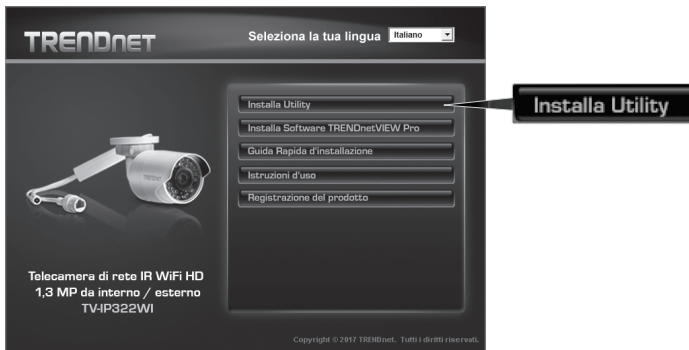 TRENDNET
Seleziona la tua lingua Italiano
Installa Utility
Installa Utility
Installa Software TRENDnetVIEW Pro
Guida Rapida d'installazione
Istruzioni d'uso
Registrazione del prodotto
TRENDNET
Telecamera di rete IR WiFi HD
1,3 MP da interno / esterno
TV-IP322WI
Copyright © 2017 TRENDnet. Tutti i diritti riservati.